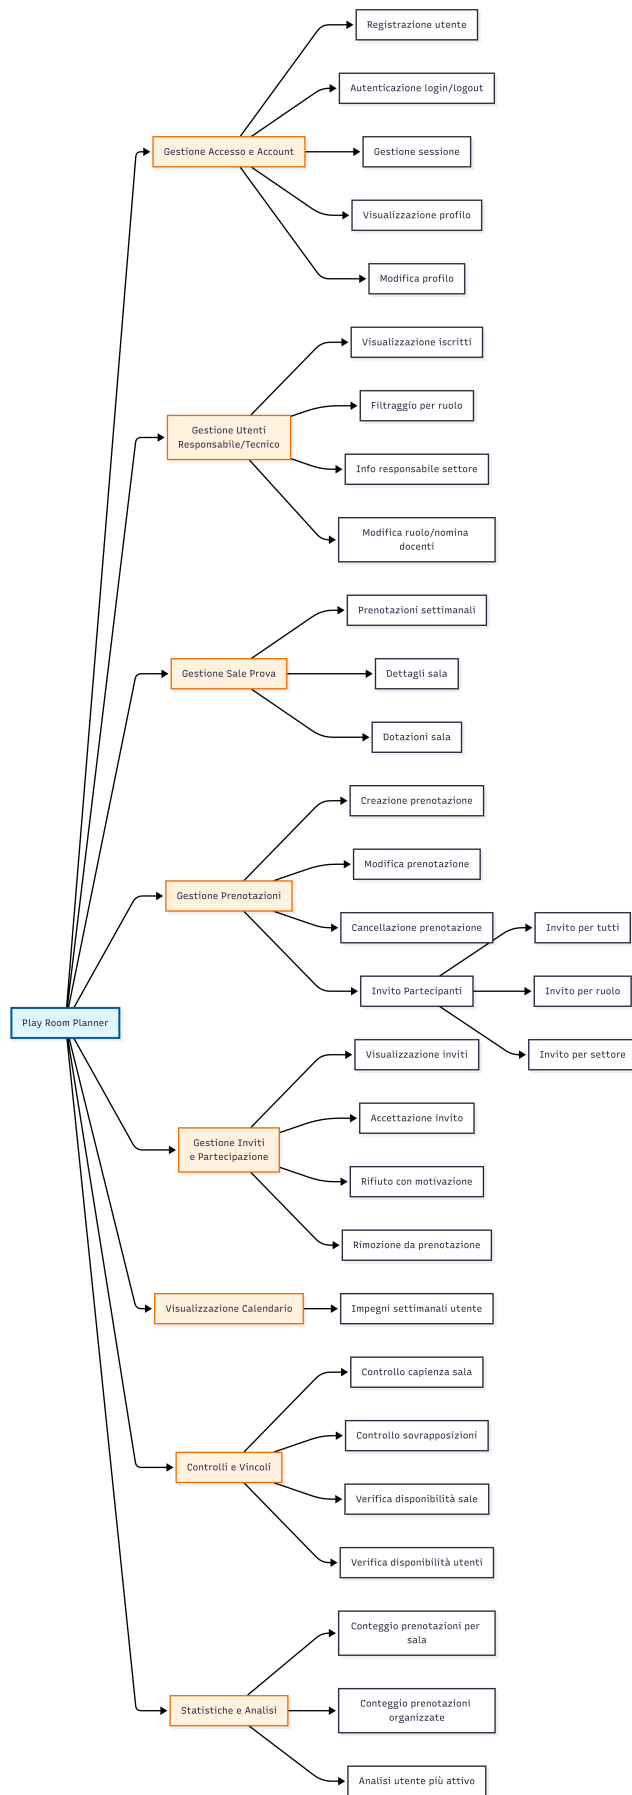 Play Room Planner
Gestione Accesso e Account
Registrazione utente
Autenticazione login/logout
Gestione sessione
Visualizzazione profilo
Modifica profilo
Gestione Utenti
Responsabile/Tecnico
Visualizzazione iscritti
Filtraggio per ruolo
Info responsabile settore
Modifica ruolo/nomina
docenti
Gestione Sale Prova
Prenotazioni settimanali
Dettagli sala
Dotazioni sala
Gestione Prenotazioni
Creazione prenotazione
Modifica prenotazione
Cancellazione prenotazione
Invito Partecipanti
Invito per tutti
Invito per ruolo
Invito per settore
Gestione Inviti
e Partecipazione
Visualizzazione inviti
Accettazione invito
Rifiuto con motivazione
Rimozione da prenotazione
Visualizzazione Calendario
Impegni settimanali utente
Controlli e Vincoli
Controllo capienza sala
Controllo sovrapposizioni
Verifica disponibilità sale
Verifica disponibilità utenti
Statistiche e Analisi
Conteggio prenotazioni per
sala
Conteggio prenotazioni
organizzate
Analisi utente più attivo